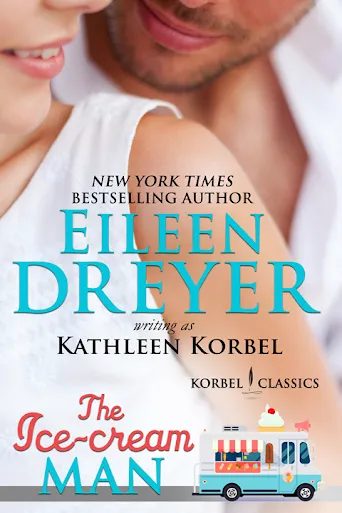 NEW YORK TIMES
BESTSELLING AUTHOR
EILEEN
DREYER
writing as
KATHLEEN KORBEL
KORBEL CLASSICS
The
Ice-cream
MAN